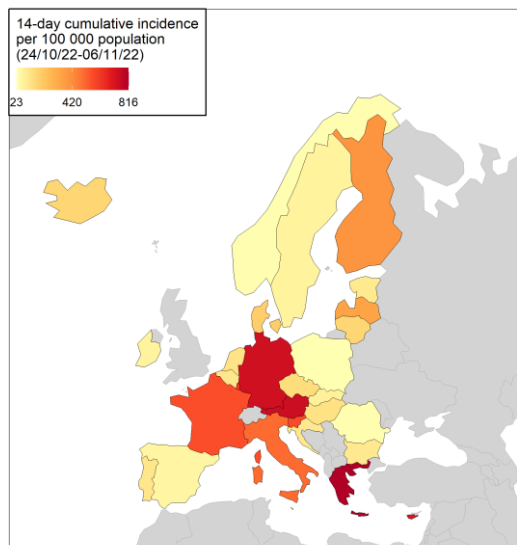 14-day cumulative incidence
per 100 000 population
(24/10/22-06/11/22)
23 420 816